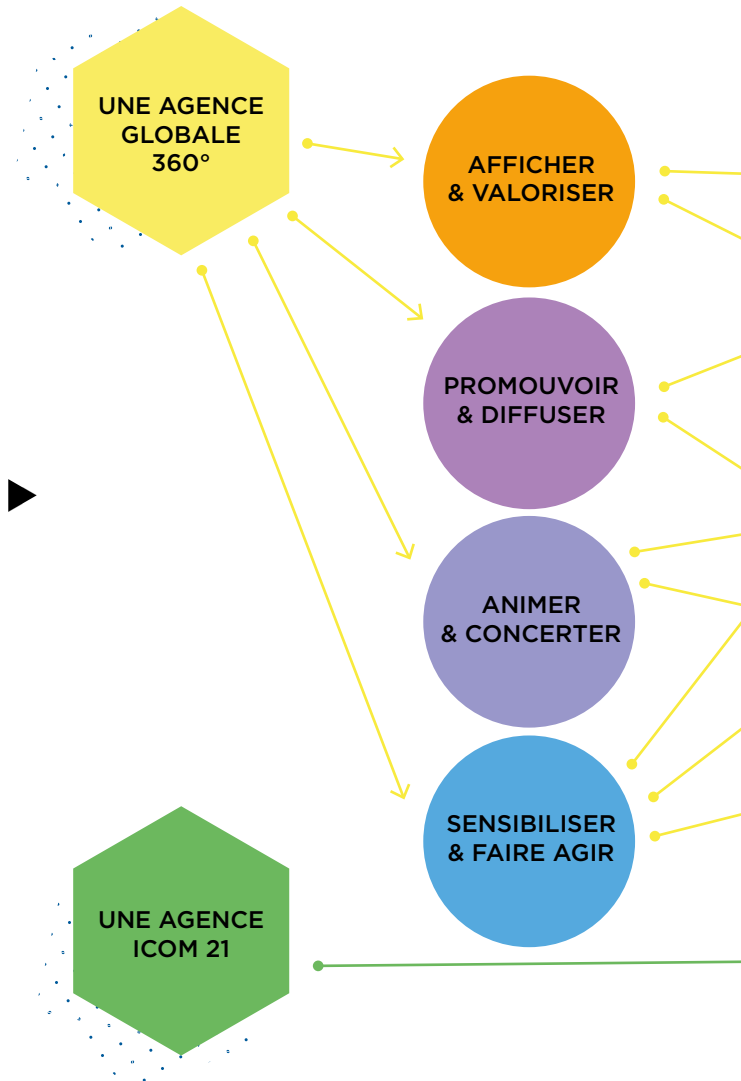 UNE AGENCE
GLOBALE
360°
AFFICHER
& VALORISER
PROMOUVOIR
& DIFFUSER
ANIMER
& CONCERTER
SENSIBILISER
& FAIRE AGIR
UNE AGENCE
ICOM 21